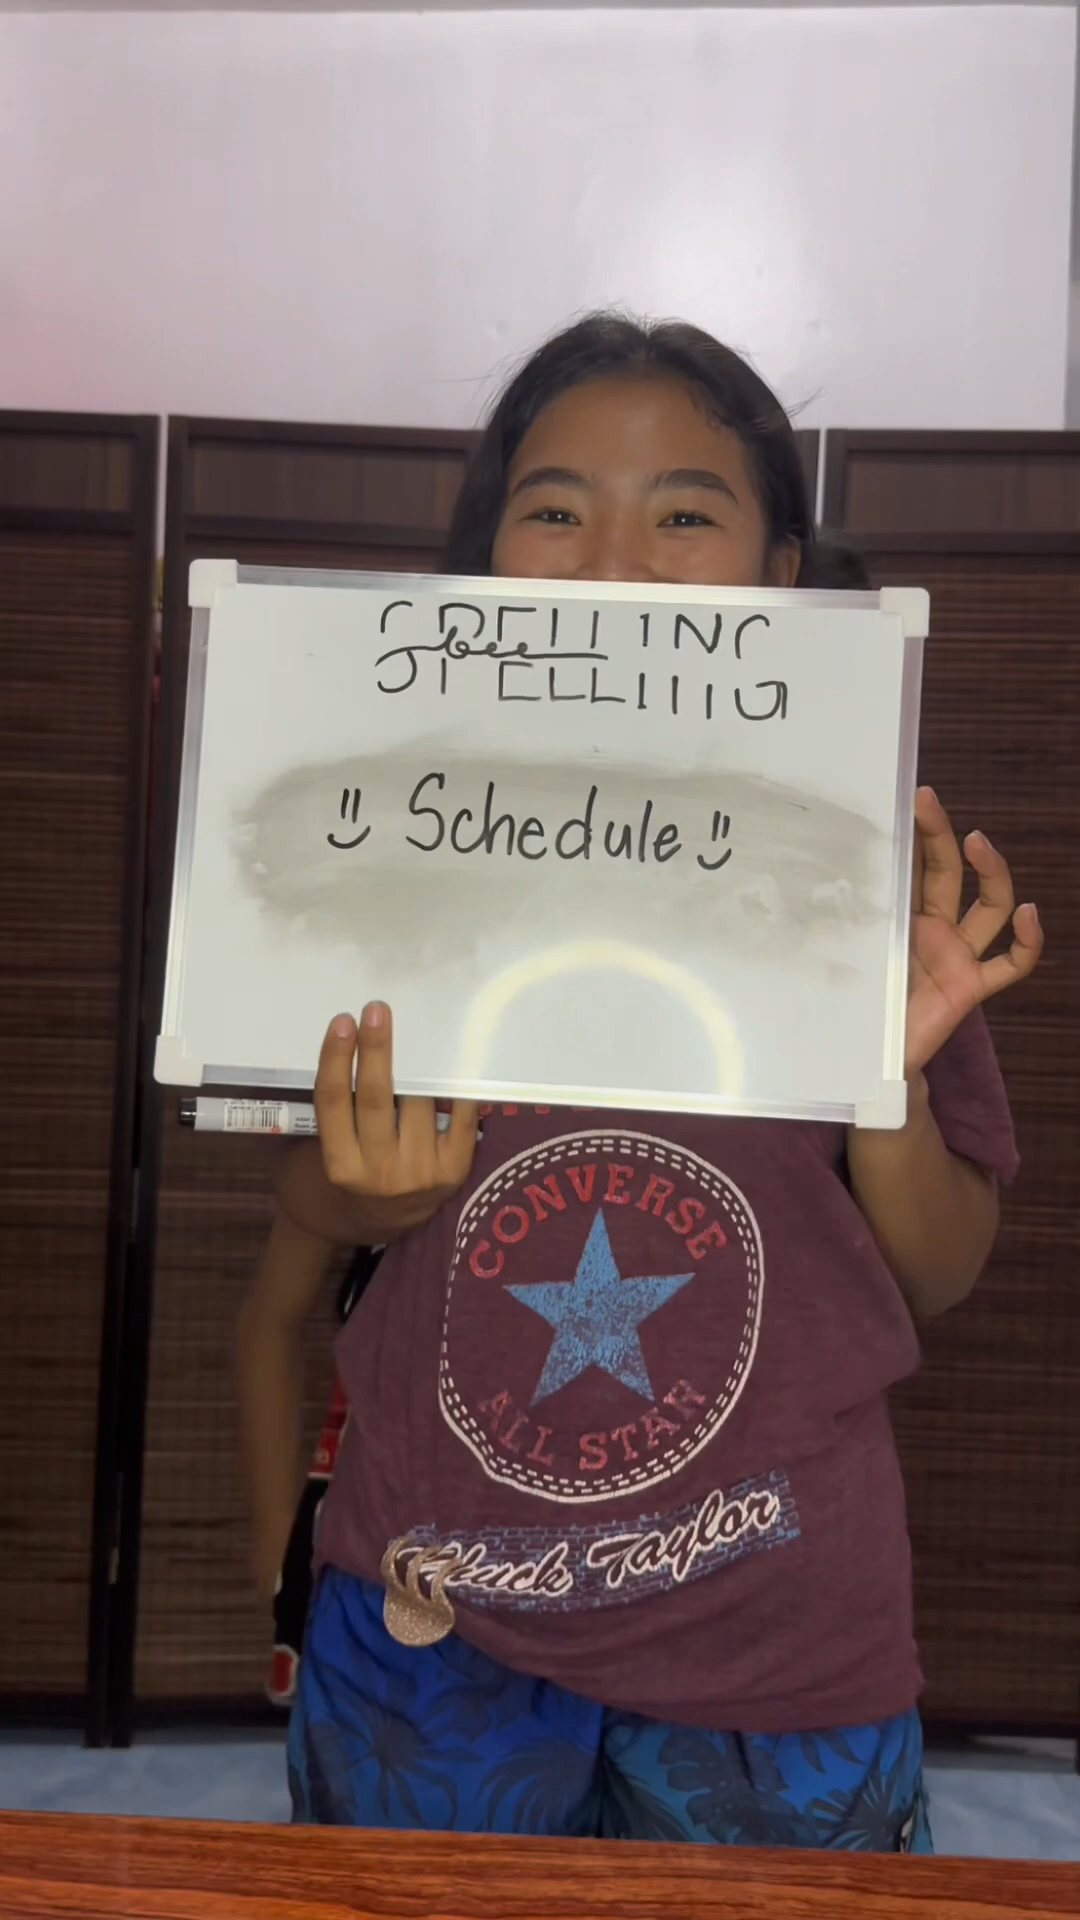 SPELLING
bee
Schedule
CONVERSE
ALL STAR
Chuck Taylor